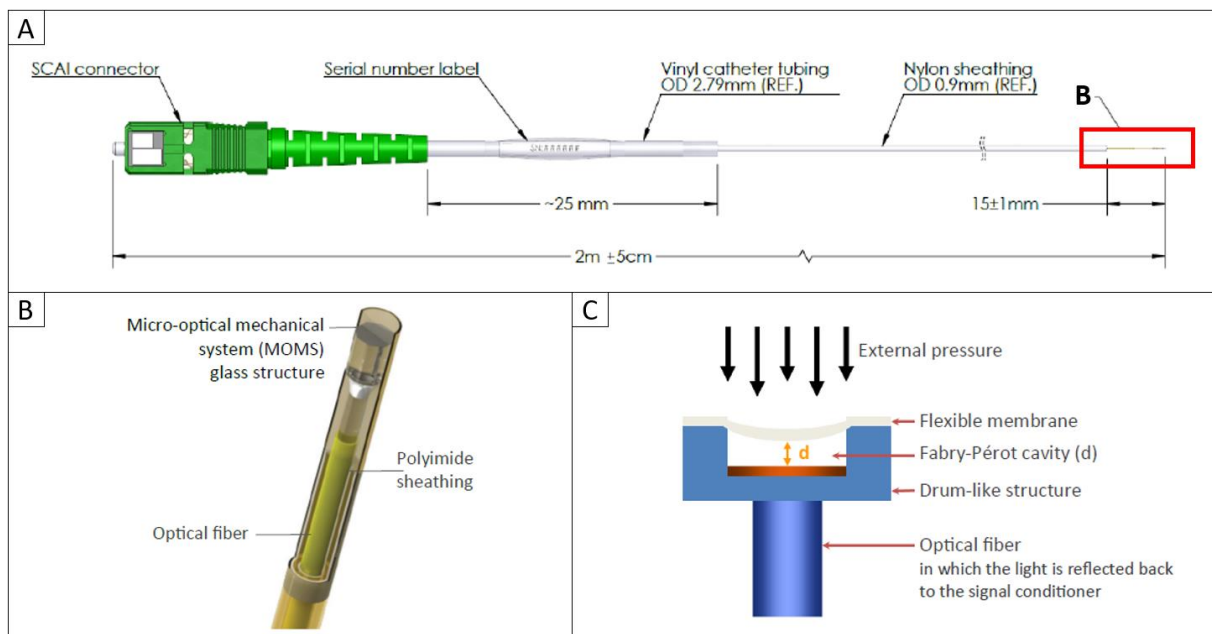 A
SCAI connector
Serial number label
Vinyl catheter tubing
OD 2.79mm (REF.)
Nylon sheathing
OD 0.9mm (REF.)
B
~25 mm
15±1mm
2m ±5cm
B
Micro-optical mechanical
system (MOMS)
glass structure
Polyimide
sheathing
Optical fiber
C
External pressure
Flexible membrane
d
Fabry-Pérot cavity (d)
Drum-like structure
Optical fiber
in which the light is reflected back
to the signal conditioner